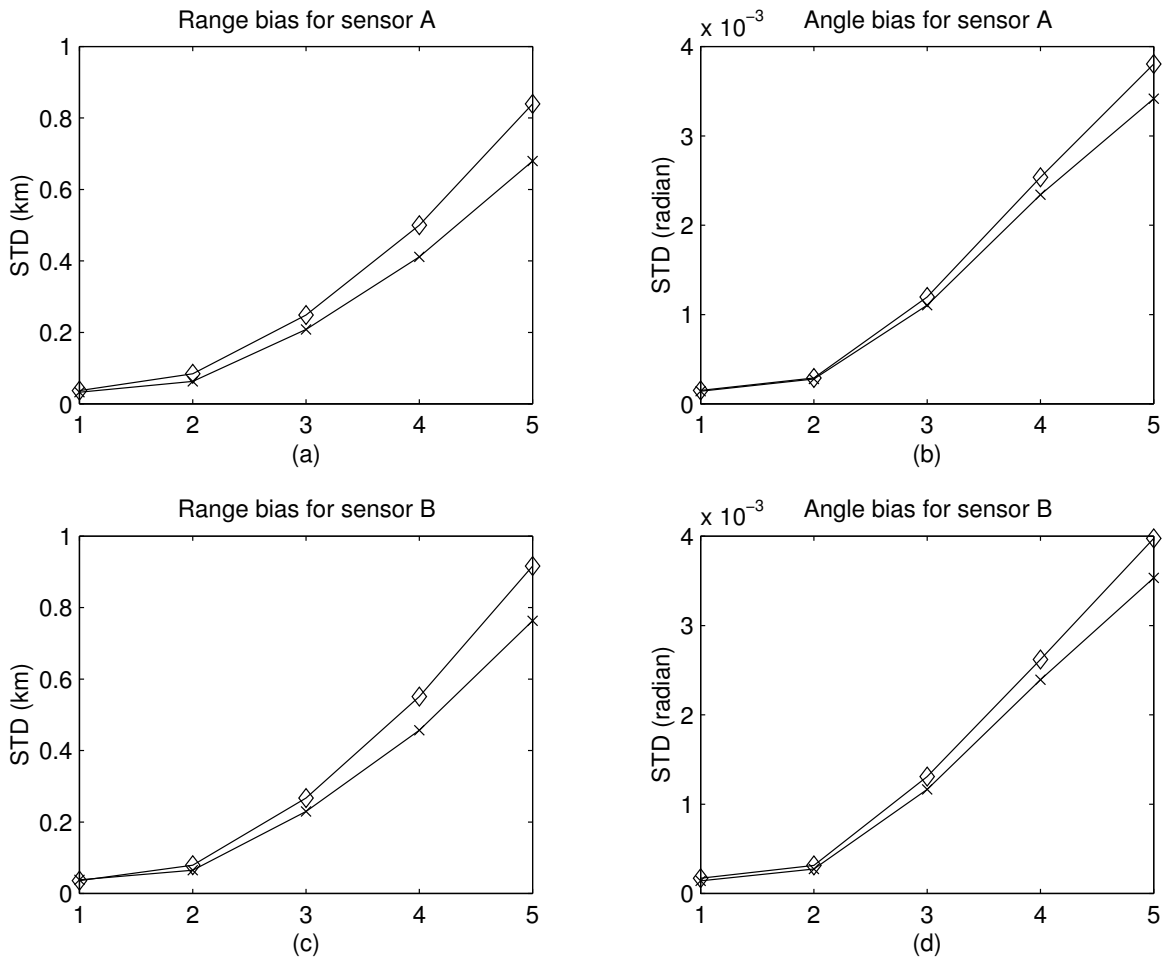 Range bias for sensor A
1
0.8
0.6
0.4
0.2
0
STD (km)
1 2 3 4 5
(a)
x 10⁻³ Angle bias for sensor A
4
3
2
1
0
STD (radian)
1 2 3 4 5
(b)
Range bias for sensor B
1
0.8
0.6
0.4
0.2
0
STD (km)
1 2 3 4 5
(c)
x 10⁻³ Angle bias for sensor B
4
3
2
1
0
STD (radian)
1 2 3 4 5
(d)